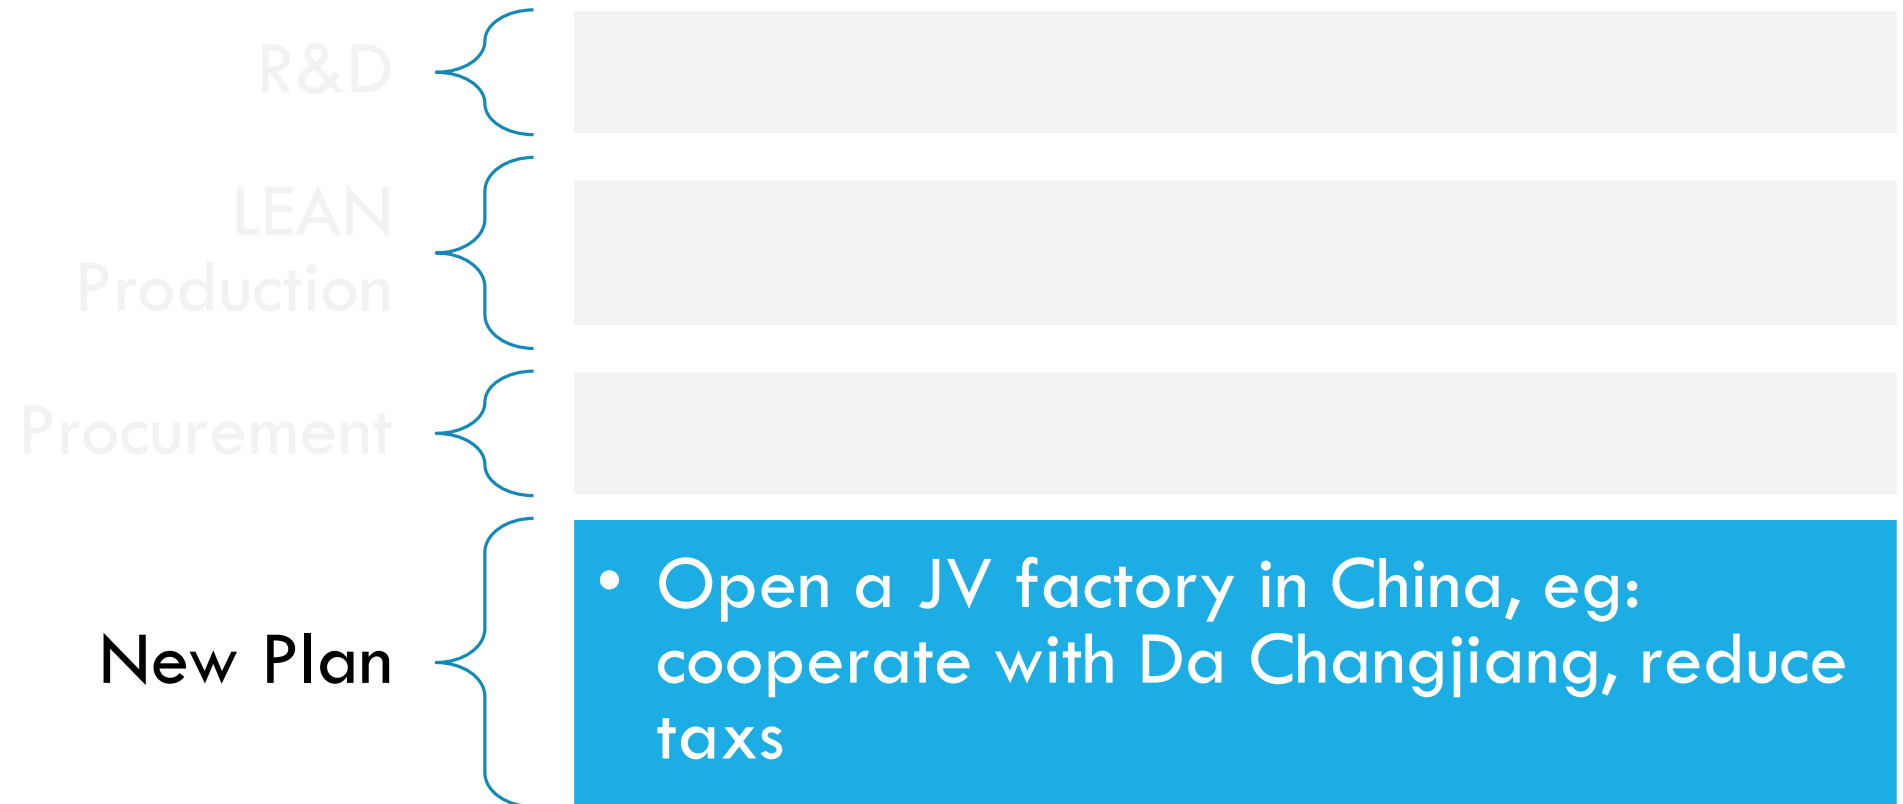 R&D
LEAN
Production
Procurement
New Plan
• Open a JV factory in China, eg:
cooperate with Da Changjiang, reduce
taxs